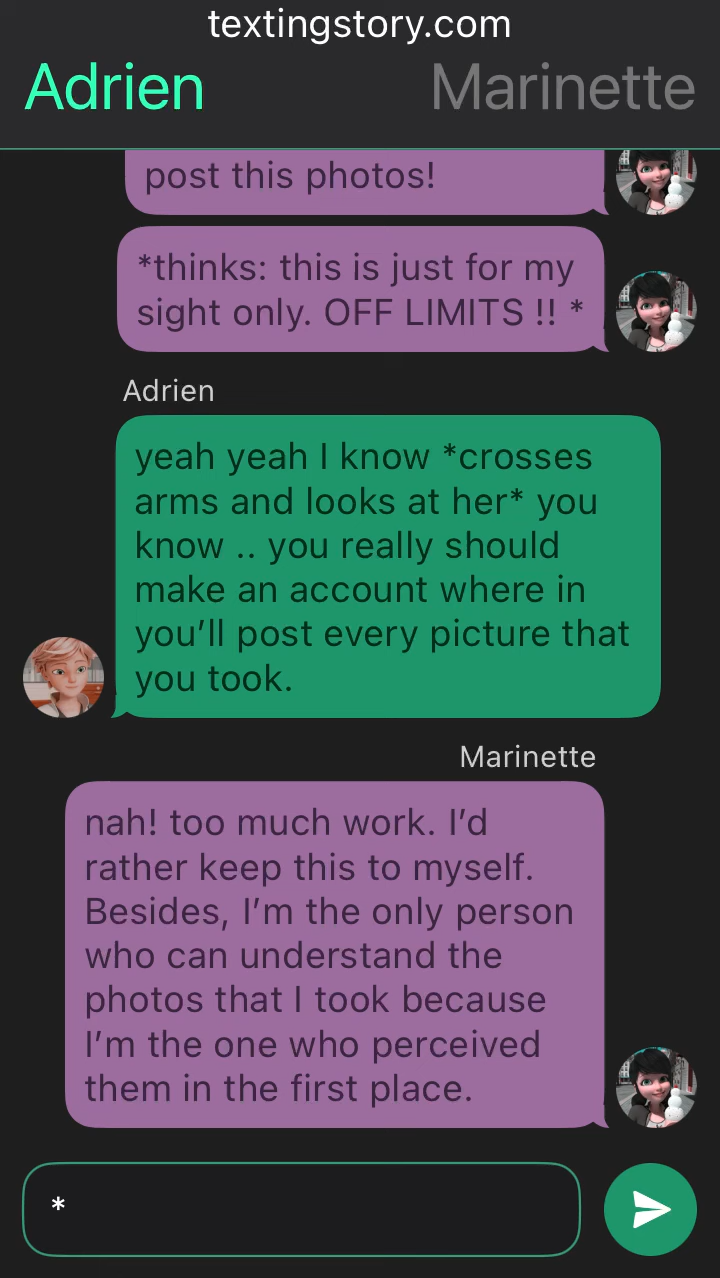 textingstory.com
Adrien
Marinette
post this photos!
*thinks: this is just for my
sight only. OFF LIMITS !! *
Adrien
yeah yeah I know *crosses
arms and looks at her* you
know .. you really should
make an account where in
you’ll post every picture that
you took.
Marinette
nah! too much work. I’d
rather keep this to myself.
Besides, I’m the only person
who can understand the
photos that I took because
I’m the one who perceived
them in the first place.
*